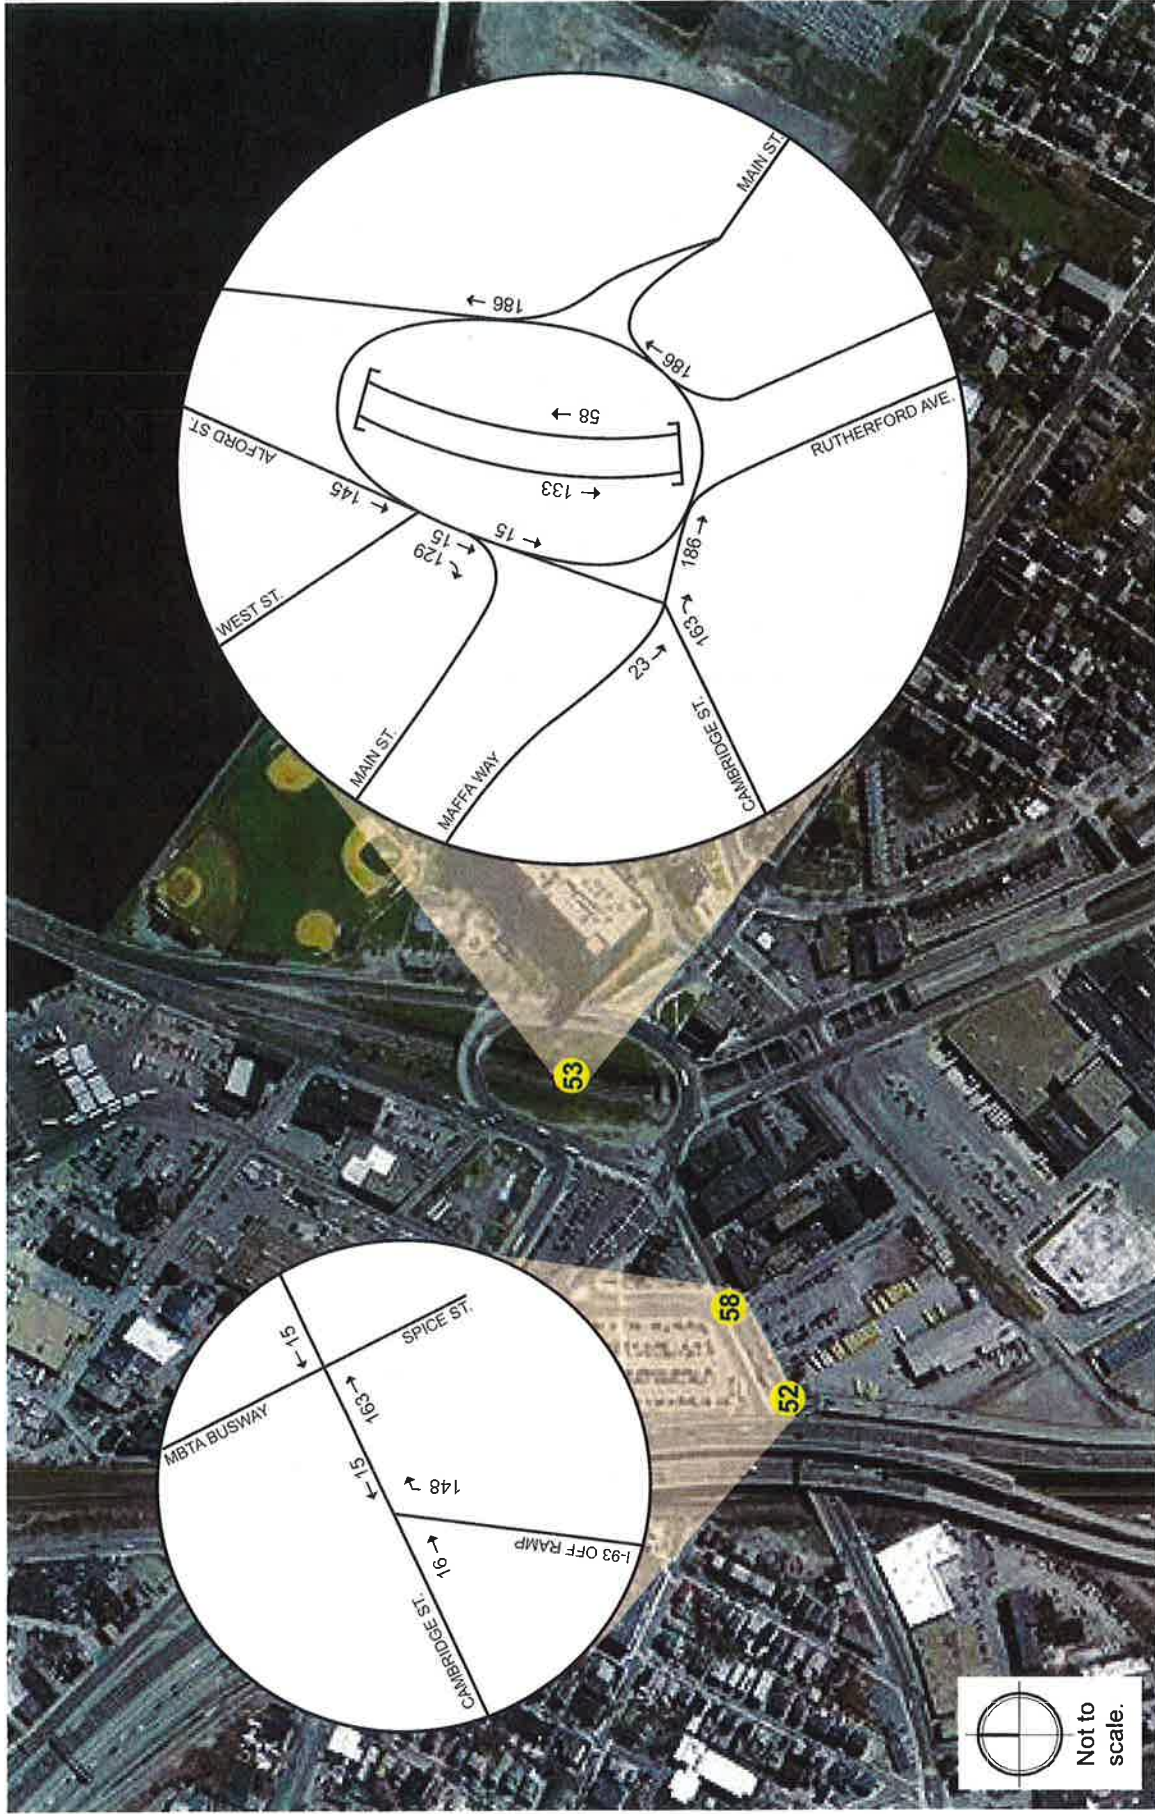 MBTA BUSWAY
SPICE ST.
← 15
163 →
← 15
148
16 →
CAMBRIDGE ST.
I-93 OFF RAMP
ALFORD ST.
WEST ST.
MAIN ST.
MAFFA WAY
CAMBRIDGE ST.
RUTHERFORD AVE.
MAIN ST.
145 ←
129
15 ←
15 →
133 →
58 →
186 →
186 →
186 →
163
23 →
53
58
52
Not to
scale.